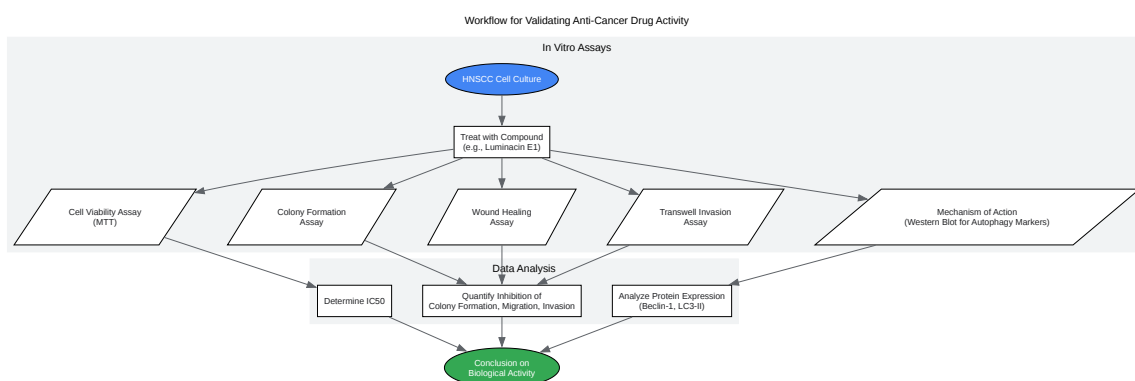 Workflow for Validating Anti-Cancer Drug Activity
In Vitro Assays
HNSCC Cell Culture
Treat with Compound
(e.g., Luminacin E1)
Cell Viability Assay
(MTT)
Colony Formation
Assay
Wound Healing
Assay
Transwell Invasion
Assay
Mechanism of Action
(Western Blot for Autophagy Markers)
Data Analysis
Determine IC50
Quantify Inhibition of
Colony Formation, Migration, Invasion
Analyze Protein Expression
(Beclin-1, LC3-II)
Conclusion on
Biological Activity